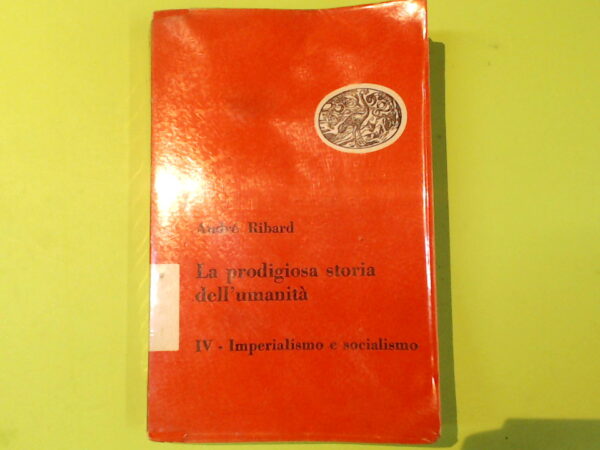 André Ribard
La prodigiosa storia
dell'umanità
IV - Imperialismo e socialismo